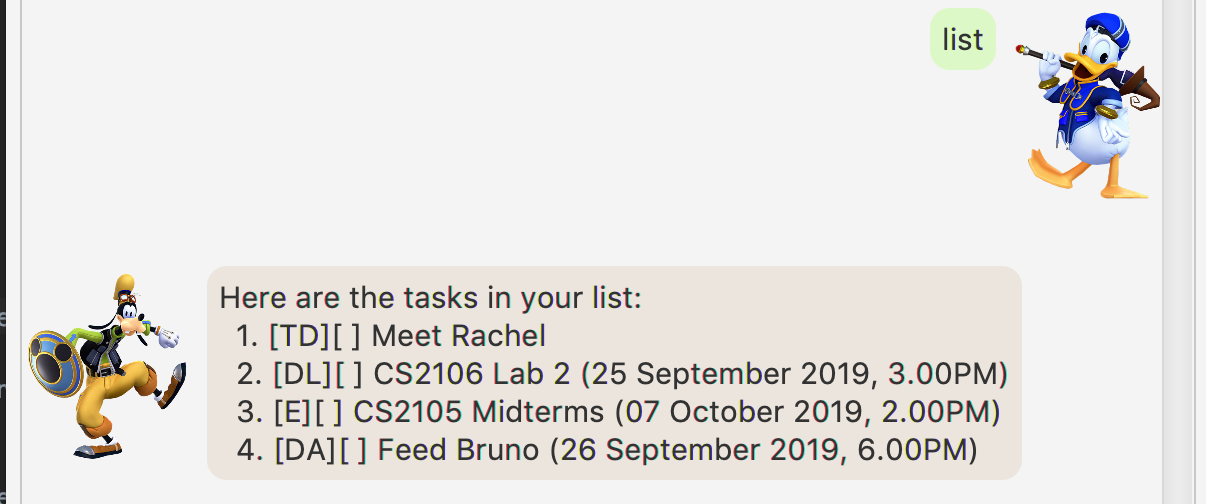 list
Here are the tasks in your list:
1. [TD][ ] Meet Rachel
2. [DL][ ] CS2106 Lab 2 (25 September 2019, 3.00PM)
3. [E][ ] CS2105 Midterms (07 October 2019, 2.00PM)
4. [DA][ ] Feed Bruno (26 September 2019, 6.00PM)